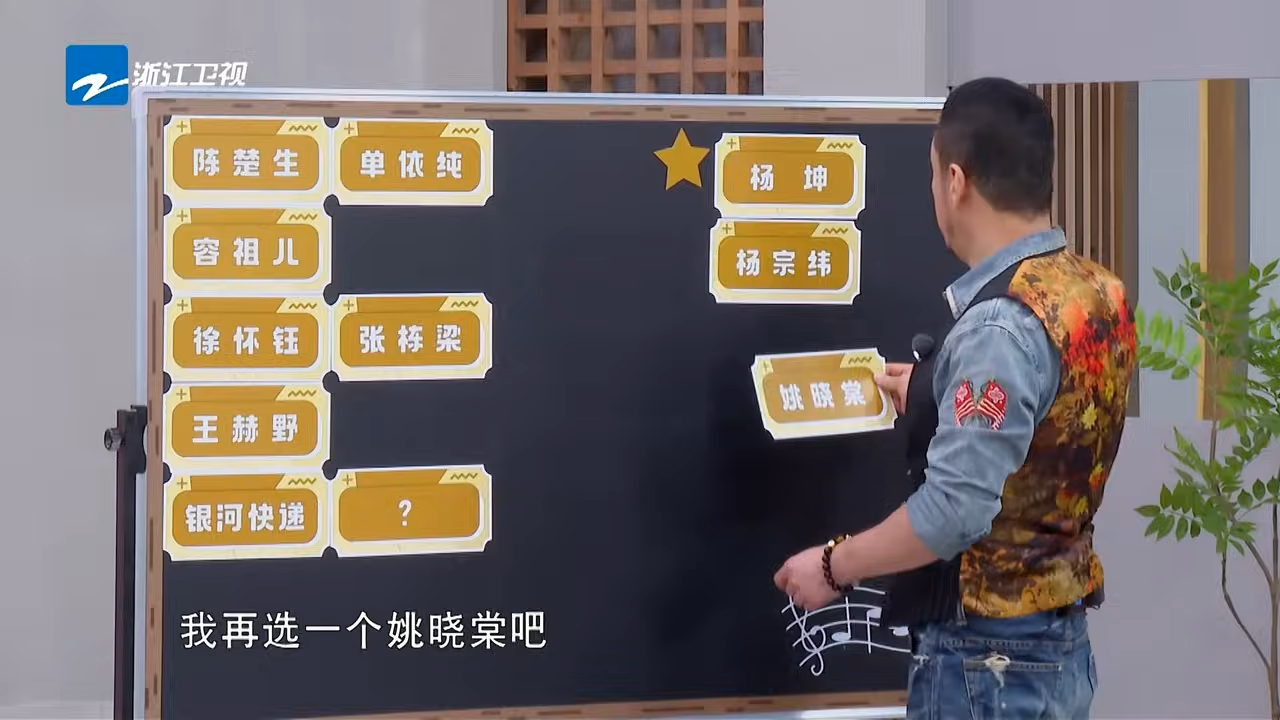 浙江卫视
陈楚生 单依纯
容祖儿
徐怀钰 张栋梁
王赫野
银河快递 ?
杨坤
杨宗纬
姚晓棠
我再选一个姚晓棠吧